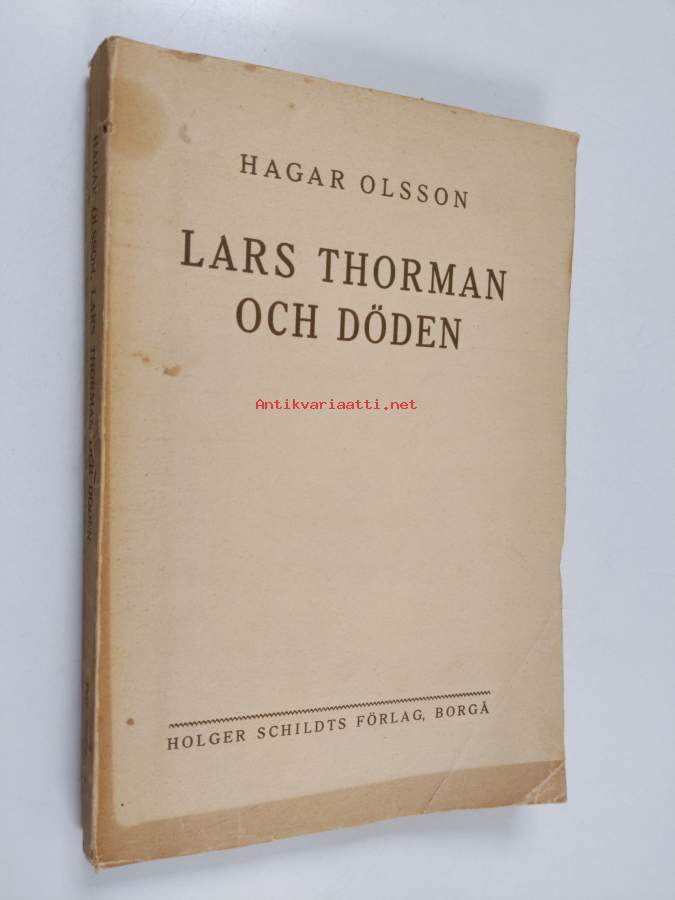 HAGAR OLSSON
LARS THORMAN
OCH DÖDEN
Antikvariaatti.net
HOLGER SCHILDTS FÖRLAG, BORGÅ
HAGAR OLSSON: LARS THORMAN OCH DÖDEN